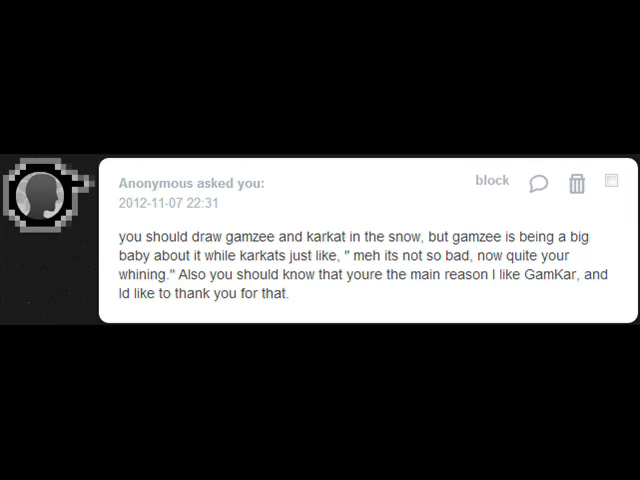 Anonymous asked you:
block
2012-11-07 22:31
you should draw gamzee and karkat in the snow, but gamzee is being a big
baby about it while karkats just like, " meh its not so bad, now quite your
whining." Also you should know that youre the main reason I like GamKar, and
Id like to thank you for that.